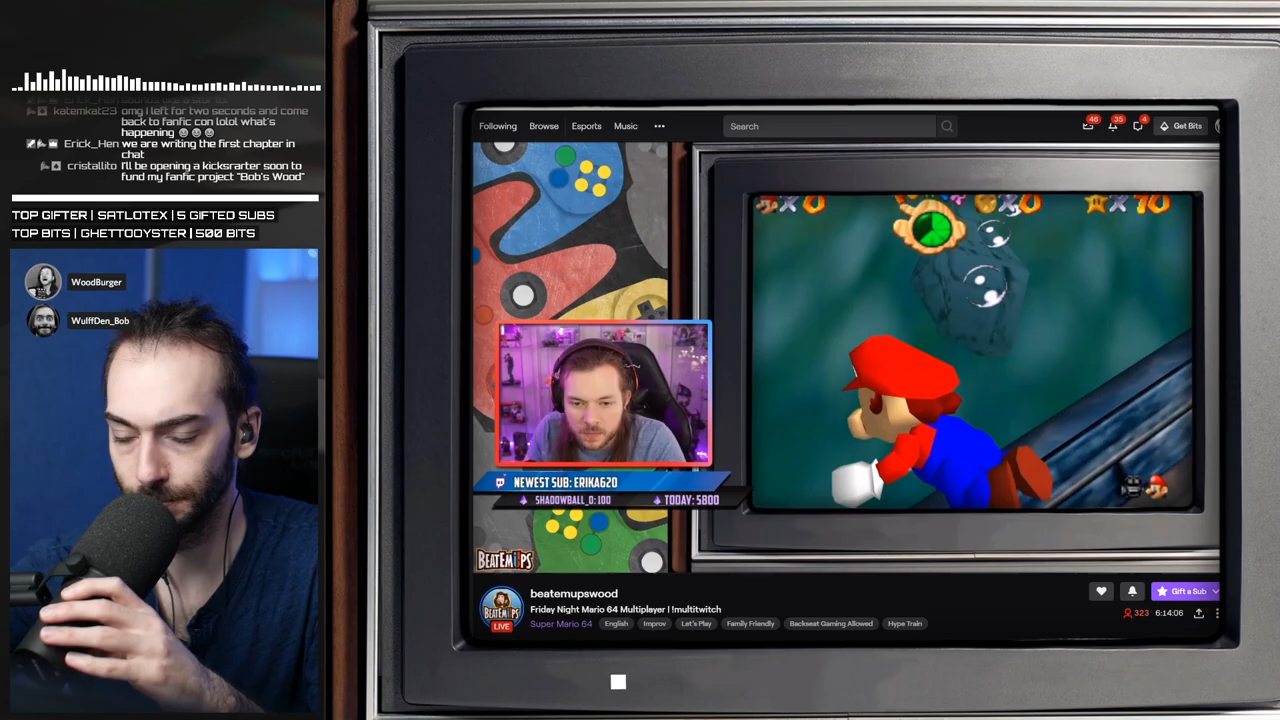 katemkat23 omg I left for two seconds and come
back to fanfic con lolol what's
happening
Erick_Hen we are writing the first chapter in
chat
cristallito I'll be opening a kicksrarter soon to
fund my fanfic project "Bob's Wood"
TOP GIFTER | SATLOTEX | 5 GIFTED SUBS
TOP BITS | GHETTOOYSTER | 500 BITS
WoodBurger
WulffDen_Bob
Following Browse Esports Music ••• Search 46 35 4 Get Bits
X 0 X 0 X 70
NEWEST SUB: ERIKA620
SHADOWBALL_0: 100 TODAY: 5800
BEATEMUPS
beatemupswood
Friday Night Mario 64 Multiplayer | !multitwitch
Super Mario 64 English Improv Let's Play Family Friendly Backseat Gaming Allowed Hype Train
BEATEMUPS
LIVE
Gift a Sub
323 6:14:06